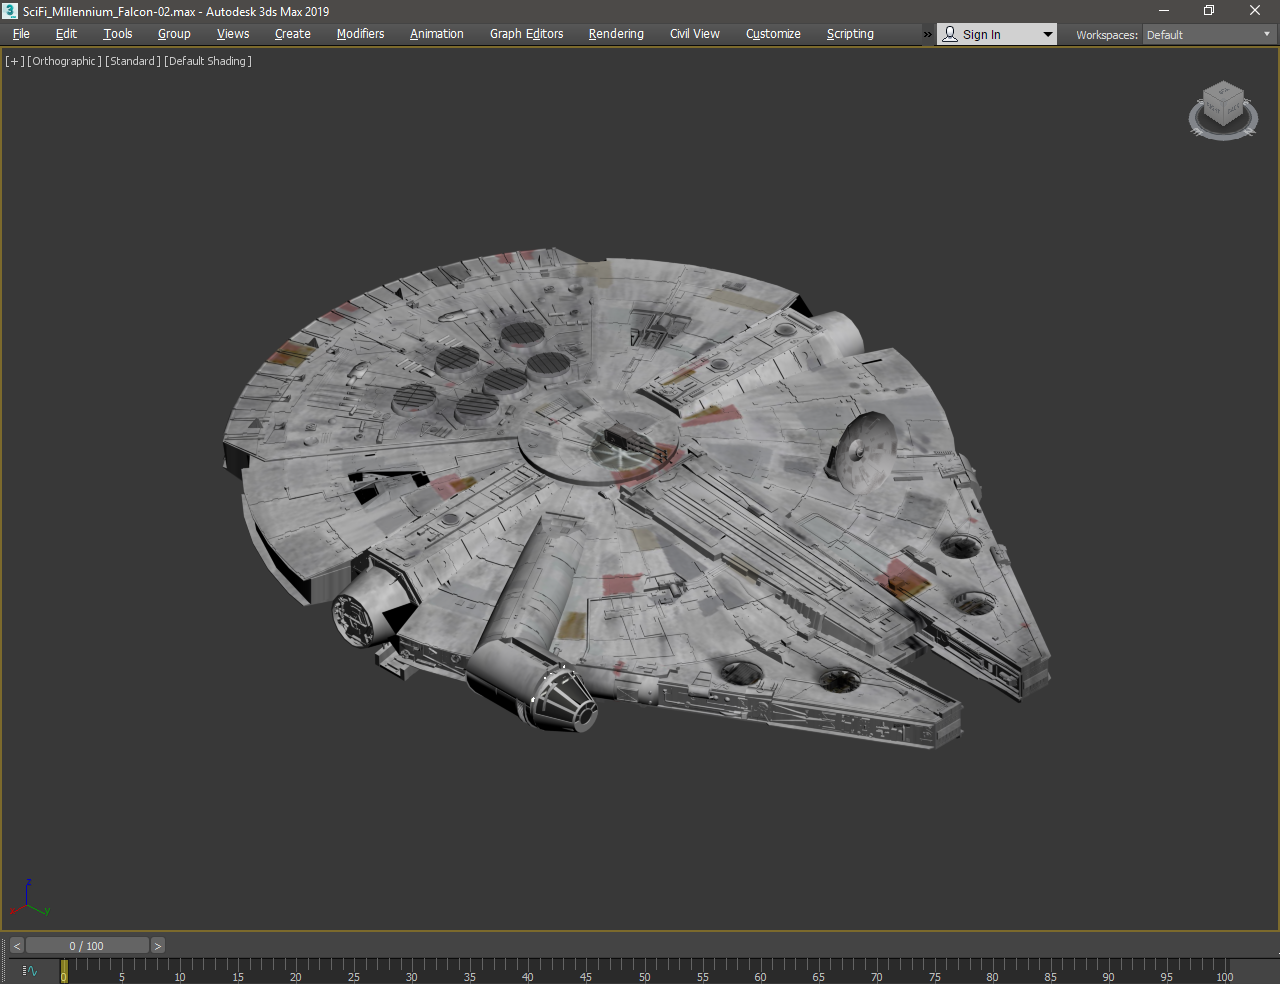 SciFi_Millennium_Falcon-02.max - Autodesk 3ds Max 2019
File Edit Tools Group Views Create Modifiers Animation Graph Editors Rendering Civil View Customize Scripting » Sign In Workspaces: Default
[+] [Orthographic] [Standard] [Default Shading]
z
y
< 0 / 100 >
0 5 10 15 20 25 30 35 40 45 50 55 60 65 70 75 80 85 90 95 100